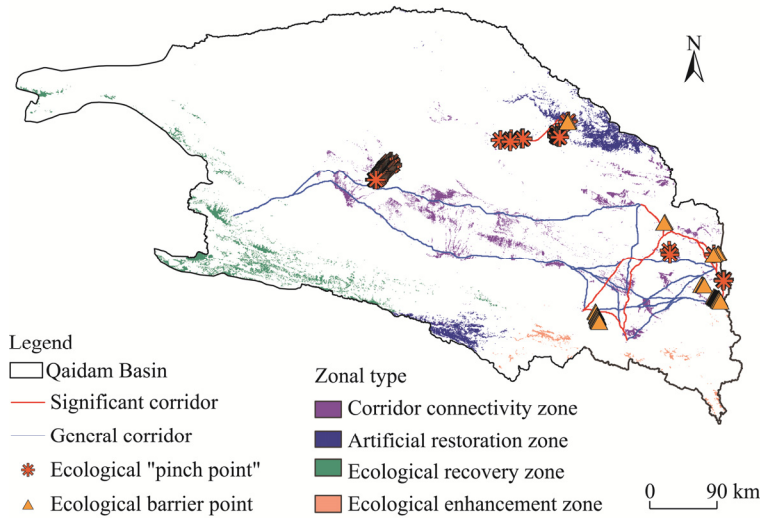 N
Legend
Qaidam Basin
Significant corridor
General corridor
Ecological "pinch point"
Ecological barrier point
Zonal type
Corridor connectivity zone
Artificial restoration zone
Ecological recovery zone
Ecological enhancement zone
0 90 km